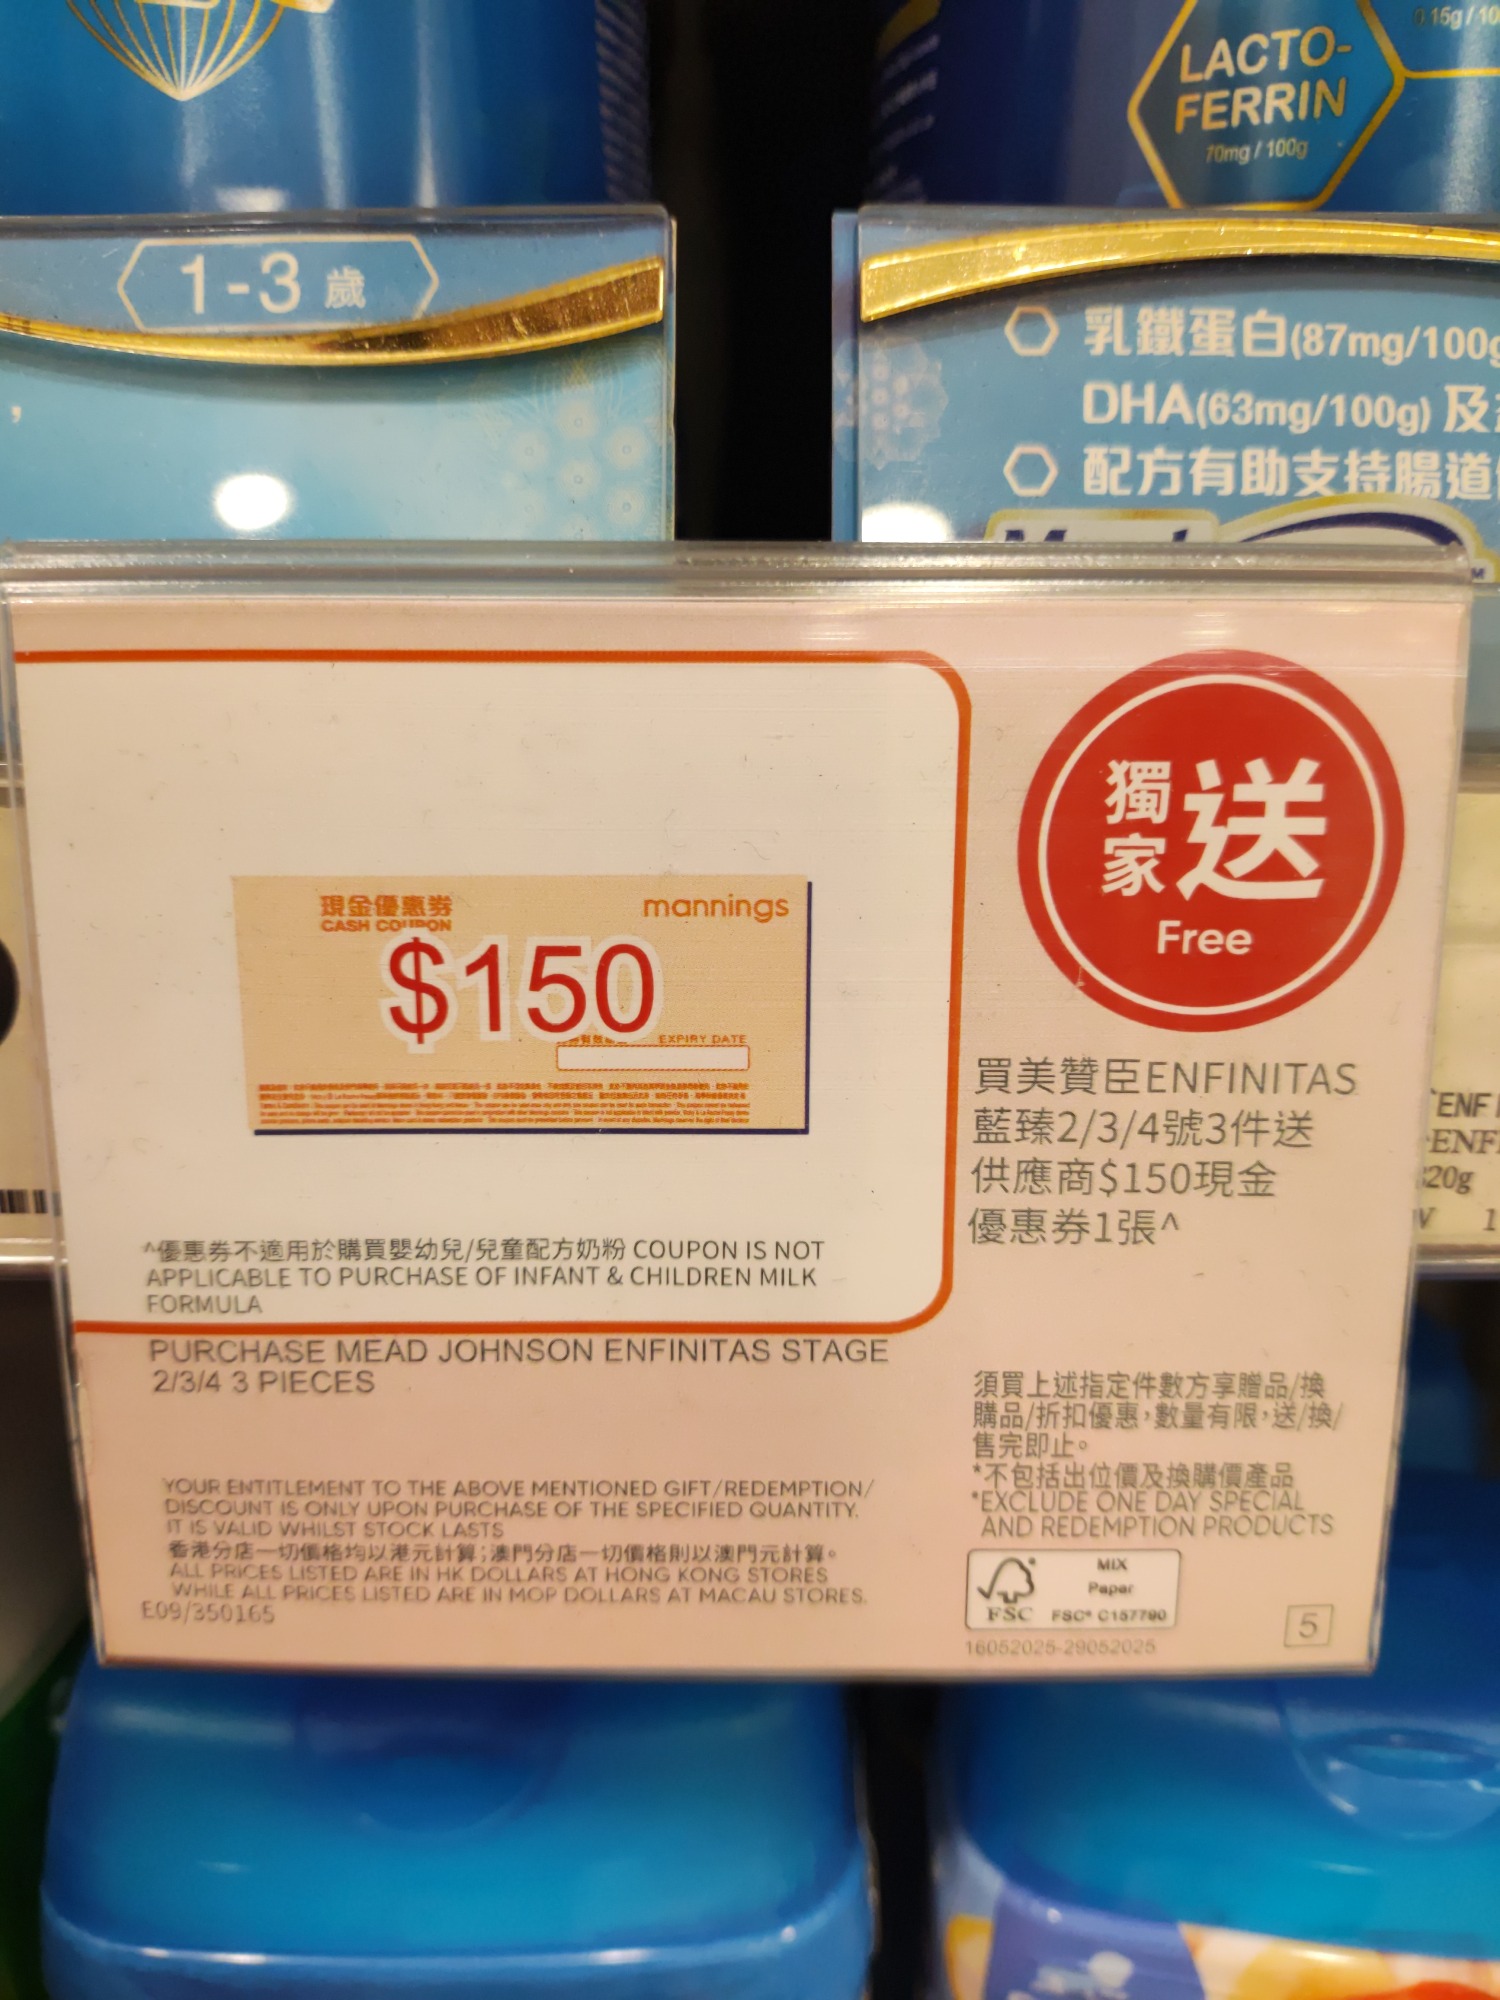 LACTO-
FERRIN
70mg / 100g
0.15g / 10
1-3 歲
乳鐵蛋白(87mg/100g
DHA(63mg/100g) 及
配方有助支持腸道
獨家送
Free
現金優惠券
mannings
CASH COUPON
$150
EXPIRY DATE
買美贊臣ENFINITAS
藍臻2/3/4號3件送
供應商$150現金
優惠券1張^
^優惠券不適用於購買嬰幼兒/兒童配方奶粉 COUPON IS NOT
APPLICABLE TO PURCHASE OF INFANT & CHILDREN MILK
FORMULA
PURCHASE MEAD JOHNSON ENFINITAS STAGE
2/3/4 3 PIECES
須買上述指定件數方享贈品/換
購品/折扣優惠，數量有限，送/換/
售完即止。
*不包括出位價及換購價產品
*EXCLUDE ONE DAY SPECIAL
AND REDEMPTION PRODUCTS
YOUR ENTITLEMENT TO THE ABOVE MENTIONED GIFT/REDEMPTION/
DISCOUNT IS ONLY UPON PURCHASE OF THE SPECIFIED QUANTITY.
IT IS VALID WHILST STOCK LASTS
香港分店一切價格均以港元計算；澳門分店一切價格則以澳門元計算。
ALL PRICES LISTED ARE IN HK DOLLARS AT HONG KONG STORES
WHILE ALL PRICES LISTED ARE IN MOP DOLLARS AT MACAU STORES.
E09/350165
MIX
Paper
FSC
FSC® C157790
16052025-29052025
5
ENF
ENF
20g